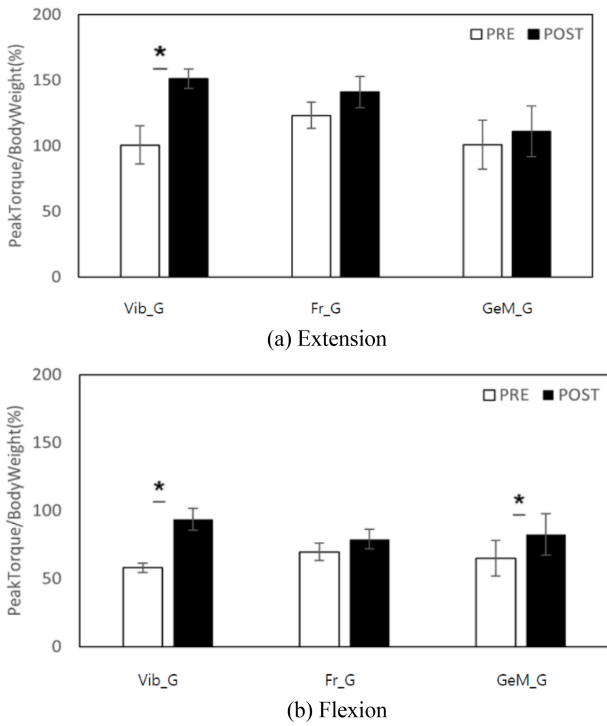 200
PRE POST
*
150
100
50
0
PeakTorque/BodyWeight(%)
Vib_G Fr_G GeM_G
(a) Extension
200
PRE POST
150
*
*
100
50
0
PeakTorque/BodyWeight(%)
Vib_G Fr_G GeM_G
(b) Flexion